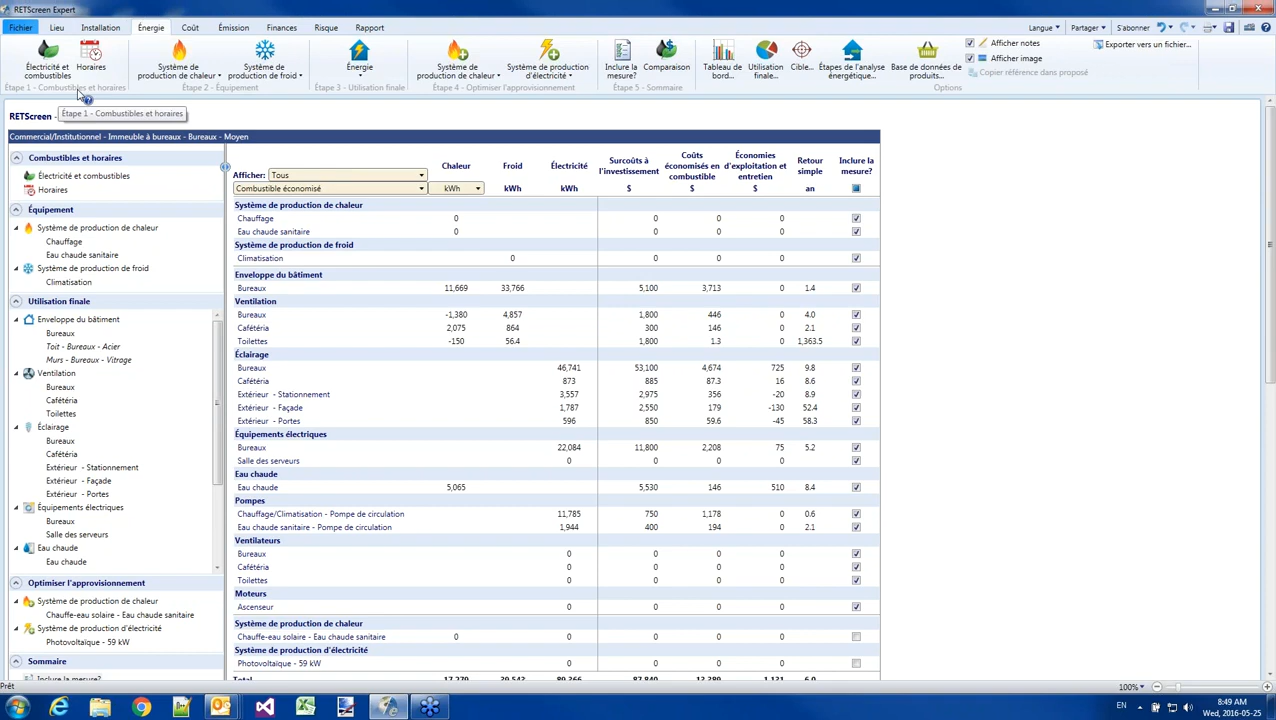 RETScreen Expert
Fichier Lieu Installation Énergie Coût Émission Finances Risque Rapport Langue Partager S'abonner
Électricité et combustibles Horaires Système de production de chaleur Système de production de froid Énergie Système de production de chaleur Système de production d'électricité Inclure la mesure? Comparaison Tableau de bord... Utilisation finale... Cible... Étapes de l'analyse énergétique... Base de données de produits... Afficher notes Afficher image Copier référence dans proposé Exporter vers un fichier...
Étape 1 - Combustibles et horaires Étape 2 - Équipement Étape 3 - Utilisation finale Étape 4 - Optimiser l'approvisionnement Étape 5 - Sommaire Options
RETScreen - Étape 1 - Combustibles et horaires
Commercial/Institutionnel - Immeuble à bureaux - Bureaux - Moyen
Combustibles et horaires
Électricité et combustibles
Horaires
Équipement
Système de production de chaleur
Chauffage
Eau chaude sanitaire
Système de production de froid
Climatisation
Utilisation finale
Enveloppe du bâtiment
Bureaux
Toit - Bureaux - Acier
Murs - Bureaux - Vitrage
Ventilation
Bureaux
Cafétéria
Toilettes
Éclairage
Bureaux
Cafétéria
Extérieur - Stationnement
Extérieur - Façade
Extérieur - Portes
Équipements électriques
Bureaux
Salle des serveurs
Eau chaude
Eau chaude
Optimiser l'approvisionnement
Système de production de chaleur
Chauffe-eau solaire - Eau chaude sanitaire
Système de production d'électricité
Photovoltaïque - 59 kW
Sommaire
Inclure la mesure?
Afficher: Tous
Combustible économisé kWh
Chaleur Froid Électricité Surcoûts à l'investissement Coûts économisés en combustible Économies d'exploitation et entretien Retour simple Inclure la mesure?
kWh kWh $ $ $ an
Système de production de chaleur
Chauffage 0 0 0 0
Eau chaude sanitaire 0 0 0 0
Système de production de froid
Climatisation 0 0 0 0
Enveloppe du bâtiment
Bureaux 11,669 33,766 5,100 3,713 0 1.4
Ventilation
Bureaux -1,380 4,857 1,800 446 0 4.0
Cafétéria 2,075 864 300 146 0 2.1
Toilettes -150 56.4 1,800 1.3 0 1,363.5
Éclairage
Bureaux 46,741 53,100 4,674 725 9.8
Cafétéria 873 885 87.3 16 8.6
Extérieur - Stationnement 3,557 2,975 356 -20 8.9
Extérieur - Façade 1,787 2,550 179 -130 52.4
Extérieur - Portes 596 850 59.6 -45 58.3
Équipements électriques
Bureaux 22,084 11,800 2,208 75 5.2
Salle des serveurs 0 0 0 0
Eau chaude
Eau chaude 5,065 5,530 146 510 8.4
Pompes
Chauffage/Climatisation - Pompe de circulation 11,785 750 1,178 0 0.6
Eau chaude sanitaire - Pompe de circulation 1,944 400 194 0 2.1
Ventilateurs
Bureaux 0 0 0 0
Cafétéria 0 0 0 0
Toilettes 0 0 0 0
Moteurs
Ascenseur 0 0 0 0
Système de production de chaleur
Chauffe-eau solaire - Eau chaude sanitaire 0 0 0 0
Système de production d'électricité
Photovoltaïque - 59 kW 0 0 0 0
Total 17,279 39,543 89,366 87,840 13,389 1,131 6.0
Prêt 100%
EN 8:49 AM
Wed, 2016-05-25